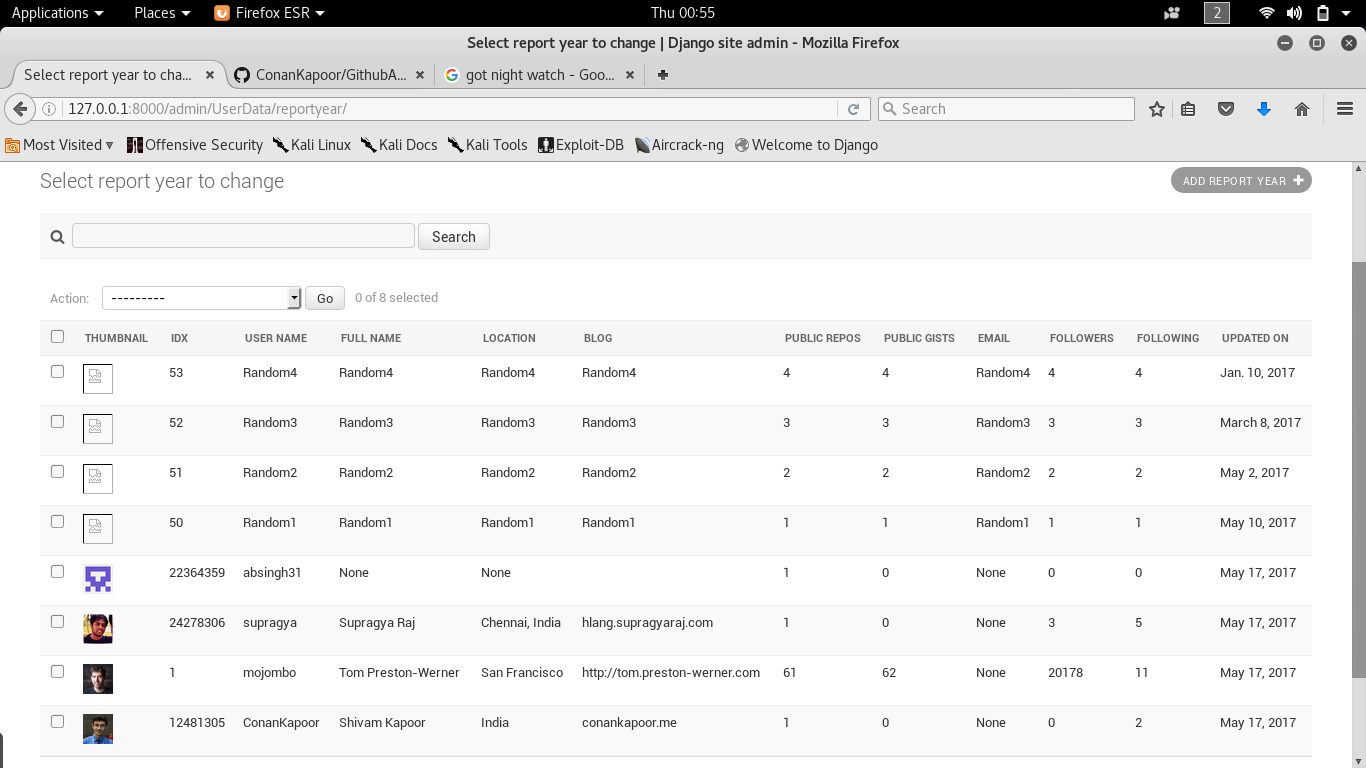 Applications Places Firefox ESR Thu 00:55 2
Select report year to change | Django site admin - Mozilla Firefox
Select report year to cha... ConanKapoor/GithubA... got night watch - Goo...
127.0.0.1:8000/admin/UserData/reportyear/ Search
Most Visited Offensive Security Kali Linux Kali Docs Kali Tools Exploit-DB Aircrack-ng Welcome to Django
Select report year to change ADD REPORT YEAR +
Search
Action: --------- Go 0 of 8 selected
THUMBNAIL IDX USER NAME FULL NAME LOCATION BLOG PUBLIC REPOS PUBLIC GISTS EMAIL FOLLOWERS FOLLOWING UPDATED ON
53 Random4 Random4 Random4 Random4 4 4 Random4 4 4 Jan. 10, 2017
52 Random3 Random3 Random3 Random3 3 3 Random3 3 3 March 8, 2017
51 Random2 Random2 Random2 Random2 2 2 Random2 2 2 May 2, 2017
50 Random1 Random1 Random1 Random1 1 1 Random1 1 1 May 10, 2017
22364359 absingh31 None None 1 0 None 0 0 May 17, 2017
24278306 supragya Supragya Raj Chennai, India hlang.supragyaraj.com 1 0 None 3 5 May 17, 2017
1 mojombo Tom Preston-Werner San Francisco http://tom.preston-werner.com 61 62 None 20178 11 May 17, 2017
12481305 ConanKapoor Shivam Kapoor India conankapoor.me 1 0 None 0 2 May 17, 2017